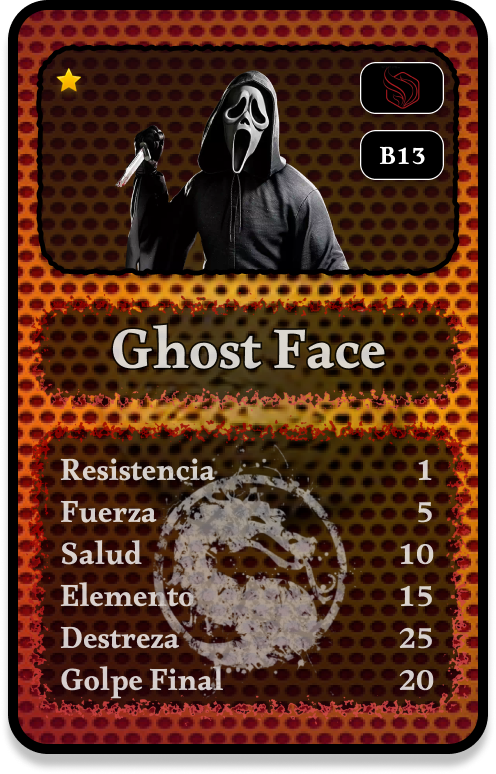 B13
Ghost Face
Resistencia 1
Fuerza 5
Salud 10
Elemento 15
Destreza 25
Golpe Final 20